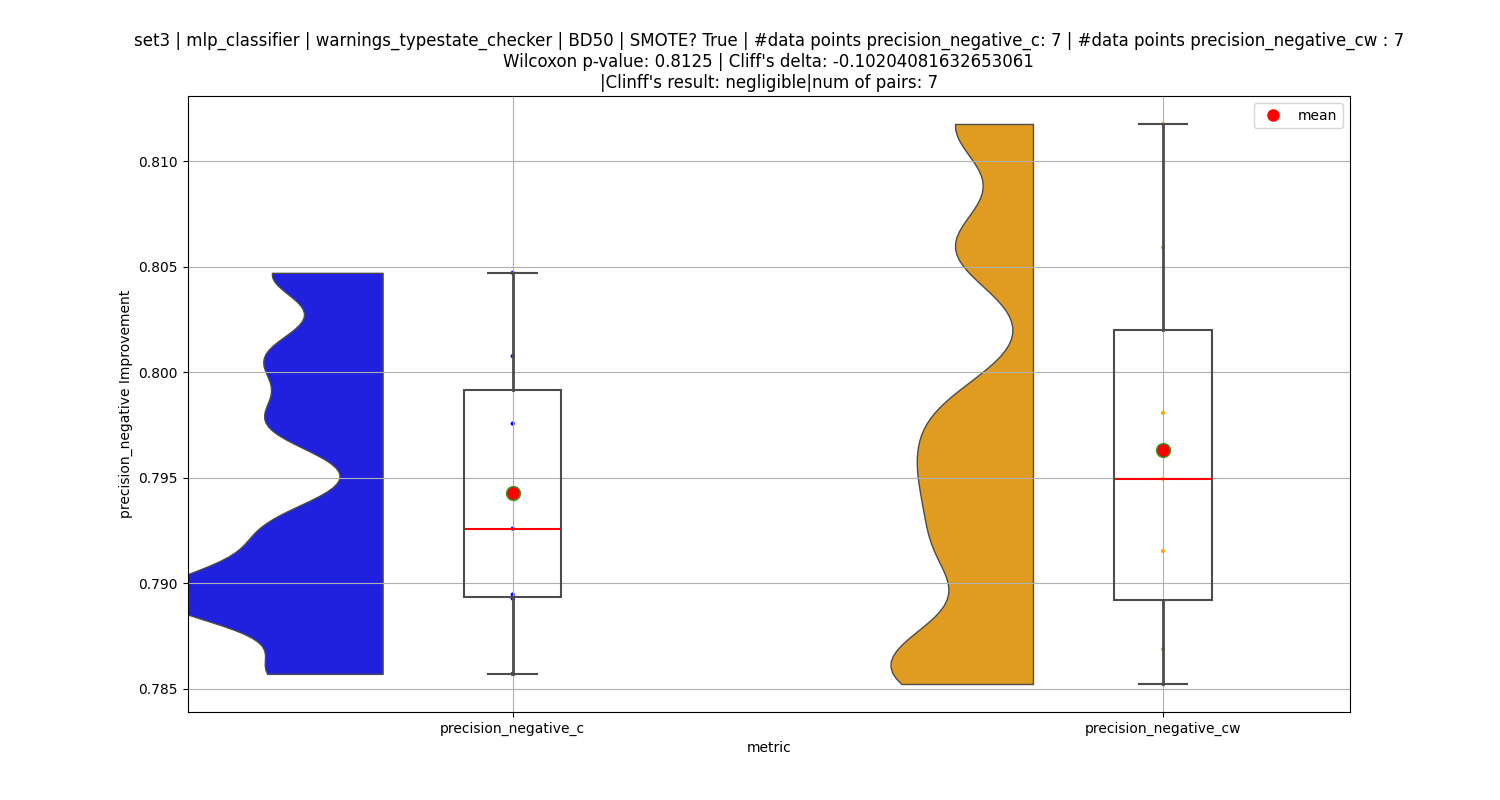 set3 | mlp_classifier | warnings_typestate_checker | BD50 | SMOTE? True | #data points precision_negative_c: 7 | #data points precision_negative_cw : 7
Wilcoxon p-value: 0.8125 | Cliff's delta: -0.10204081632653061
|Clinff's result: negligible|num of pairs: 7
mean
precision_negative Improvement
0.810
0.805
0.800
0.795
0.790
0.785
precision_negative_c
precision_negative_cw
metric